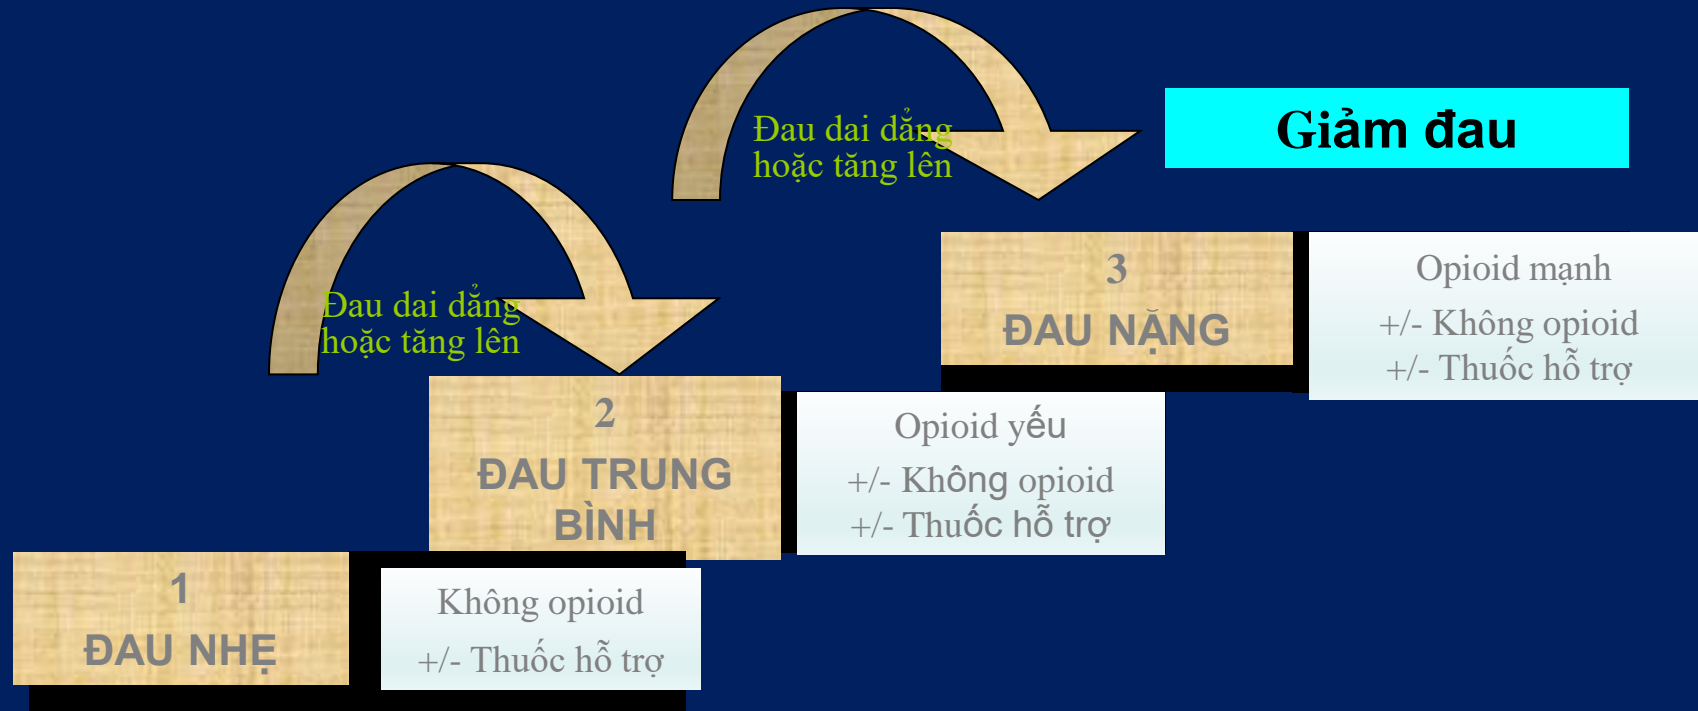 Đau dai dẳng
hoặc tăng lên
Giảm đau
Đau dai dẳng
hoặc tăng lên
3
ĐAU NẶNG
Opioid mạnh
+/- Không opioid
+/- Thuốc hỗ trợ
2
ĐAU TRUNG
BÌNH
Opioid yếu
+/- Không opioid
+/- Thuốc hỗ trợ
1
ĐAU NHẸ
Không opioid
+/- Thuốc hỗ trợ